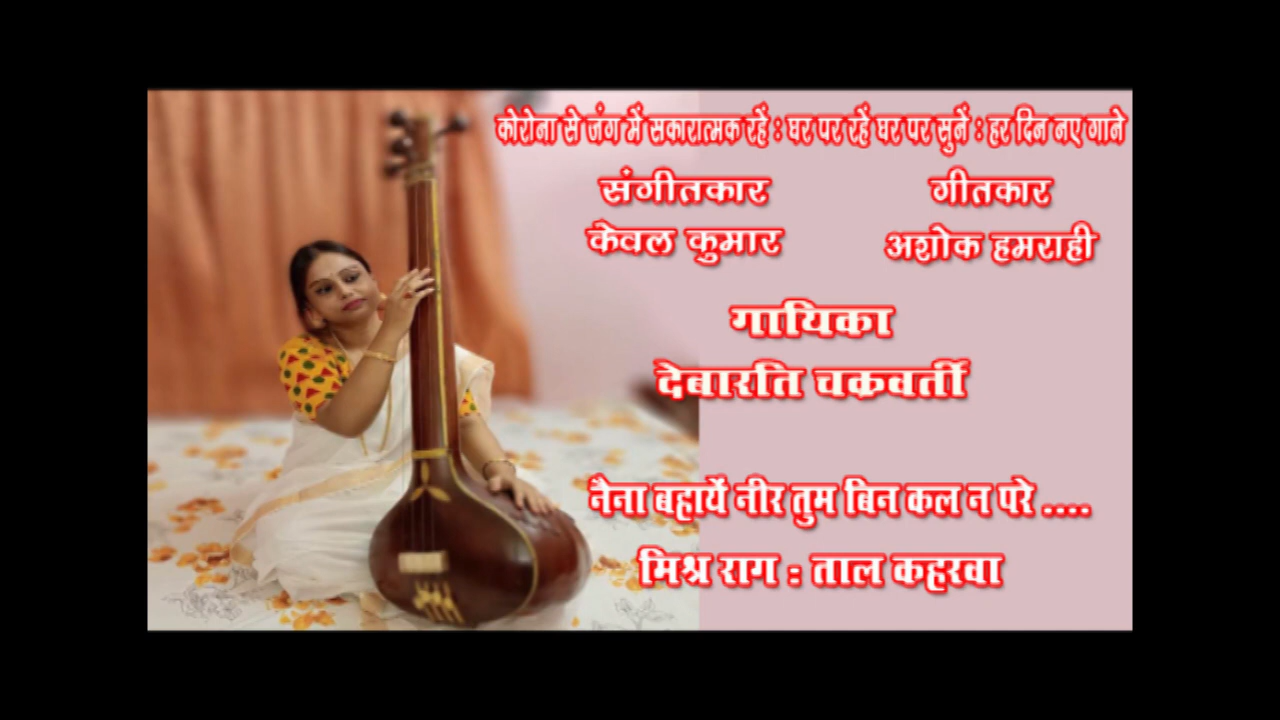 कोरोना से जंग में सकारात्मक रहें : घर पर रहें घर पर सुनें : हर दिन नए गाने
संगीतकार
केवल कुमार
गीतकार
अशोक हमराही
गायिका
देबारति चक्रवर्ती
नैना बहायें नीर तुम बिन कल न परे ....
मिश्र राग : ताल कहरवा